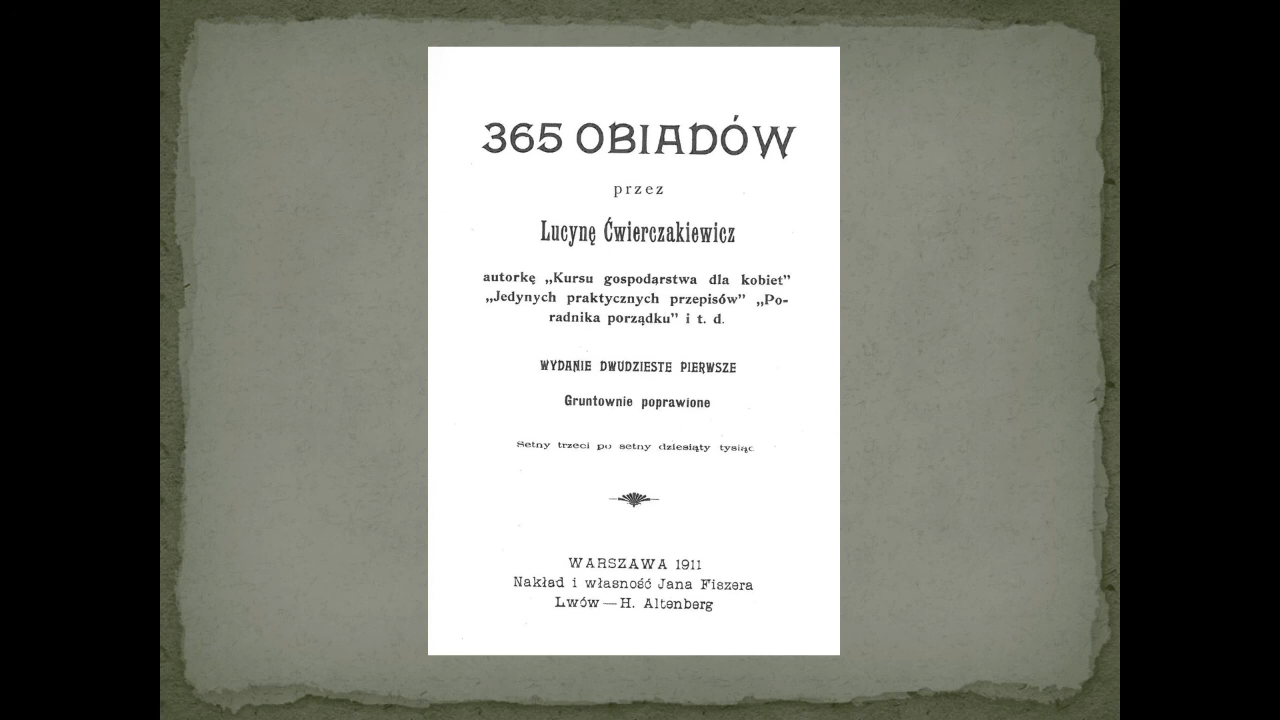 365 OBIADÓW
przez
Lucynę Ćwierczakiewicz
autorkę „Kursu gospodarstwa dla kobiet”
„Jedynych praktycznych przepisów” „Po-
radnika porządku” i t. d.
WYDANIE DWUDZIESTE PIERWSZE
Gruntownie poprawione
Setny trzeci po setny dziesiąty tysiąc
WARSZAWA 1911
Nakład i własność Jana Fiszera
Lwów — H. Altenberg